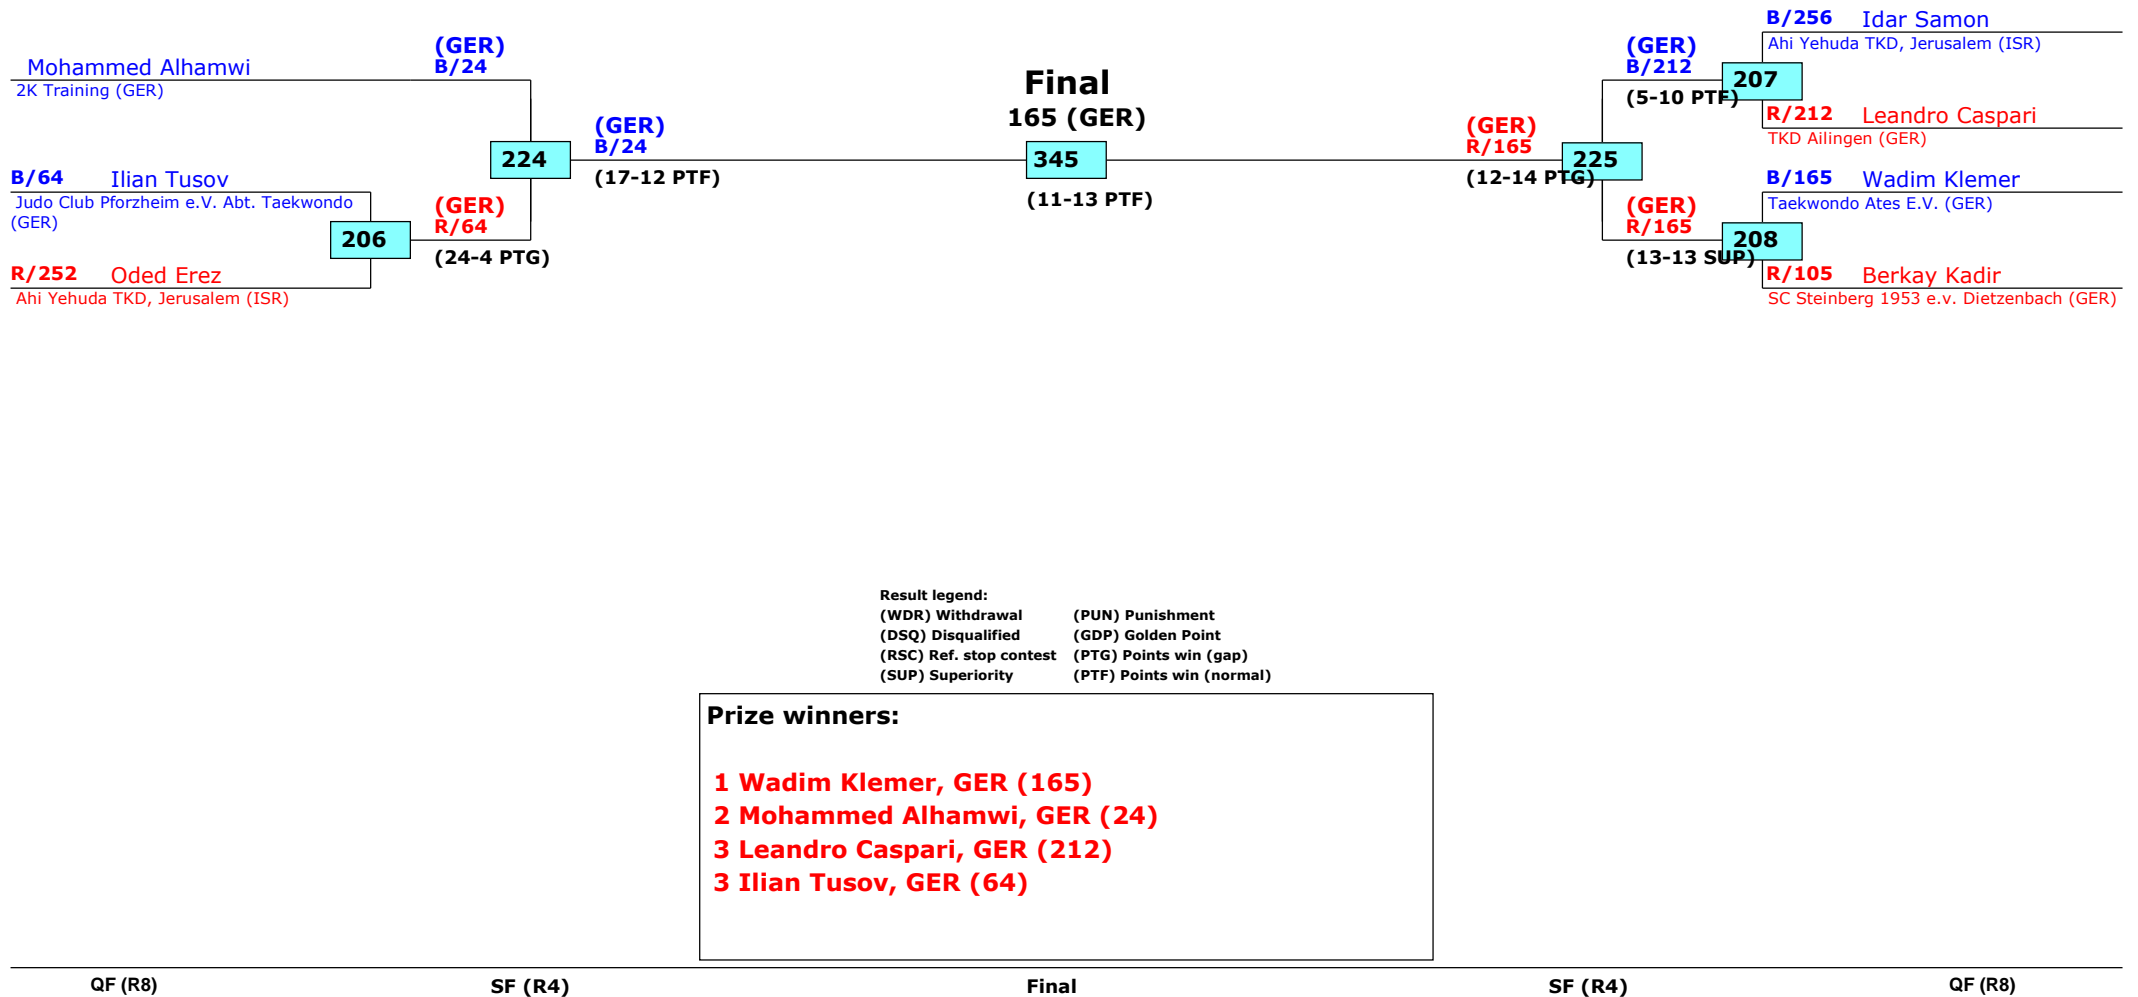 Mohammed Alhamwi
2K Training (GER)
B/64 Ilian Tusov
Judo Club Pforzheim e.V. Abt. Taekwondo
(GER)
R/252 Oded Erez
Ahi Yehuda TKD, Jerusalem (ISR)
206
(GER)
B/24
(GER)
R/64
(24-4 PTG)
224
(GER)
B/24
(17-12 PTF)
Final
165 (GER)
345
(11-13 PTF)
(GER)
R/165
(12-14 PTG)
225
(GER)
B/212
(5-10 PTF)
(GER)
R/165
(13-13 SUP)
207
208
B/256 Idar Samon
Ahi Yehuda TKD, Jerusalem (ISR)
R/212 Leandro Caspari
TKD Ailingen (GER)
B/165 Wadim Klemer
Taekwondo Ates E.V. (GER)
R/105 Berkay Kadir
SC Steinberg 1953 e.v. Dietzenbach (GER)
Result legend:
(WDR) Withdrawal (PUN) Punishment
(DSQ) Disqualified (GDP) Golden Point
(RSC) Ref. stop contest (PTG) Points win (gap)
(SUP) Superiority (PTF) Points win (normal)
Prize winners:
1 Wadim Klemer, GER (165)
2 Mohammed Alhamwi, GER (24)
3 Leandro Caspari, GER (212)
3 Ilian Tusov, GER (64)
QF (R8) SF (R4) Final SF (R4) QF (R8)